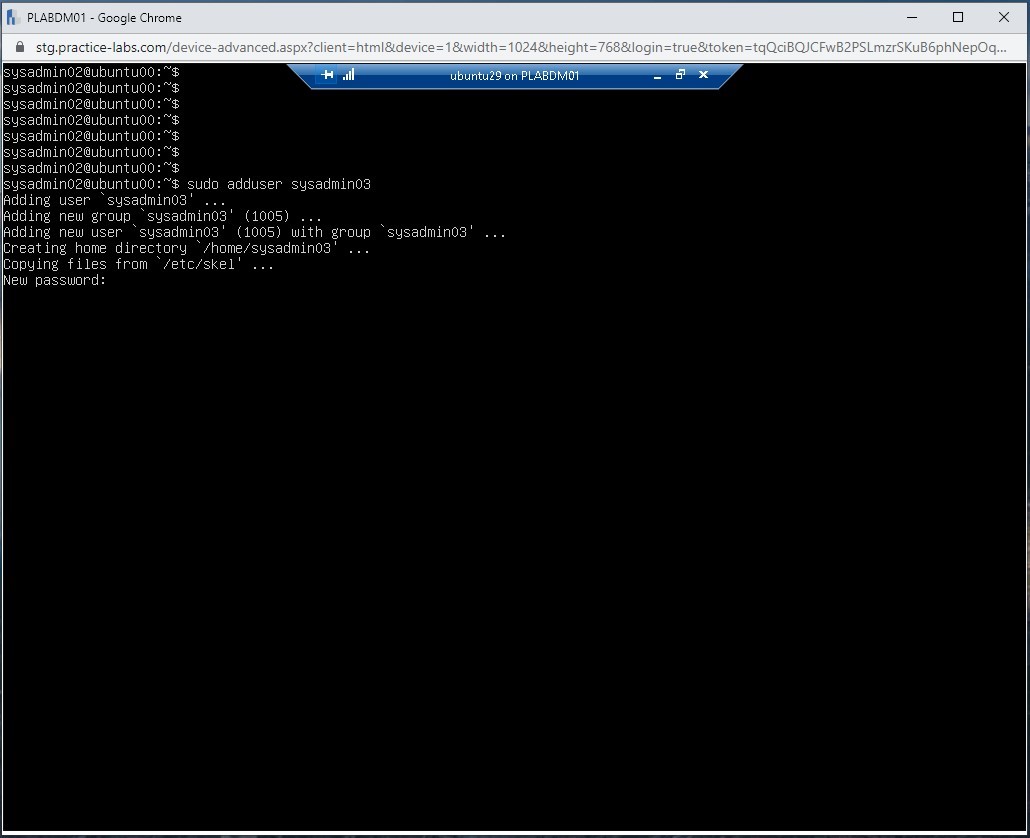 PLABDM01 - Google Chrome
stg.practice-labs.com/device-advanced.aspx?client=html&device=1&width=1024&height=768&login=true&token=tqQciBQJCFwB2PSLmzrSKuB6phNepOq...
ubuntu29 on PLABDM01
sysadmin02@ubuntu00:~$
sysadmin02@ubuntu00:~$
sysadmin02@ubuntu00:~$
sysadmin02@ubuntu00:~$
sysadmin02@ubuntu00:~$
sysadmin02@ubuntu00:~$
sysadmin02@ubuntu00:~$
sysadmin02@ubuntu00:~$ sudo adduser sysadmin03
Adding user `sysadmin03' ...
Adding new group `sysadmin03' (1005) ...
Adding new user `sysadmin03' (1005) with group `sysadmin03' ...
Creating home directory `/home/sysadmin03' ...
Copying files from `/etc/skel' ...
New password: